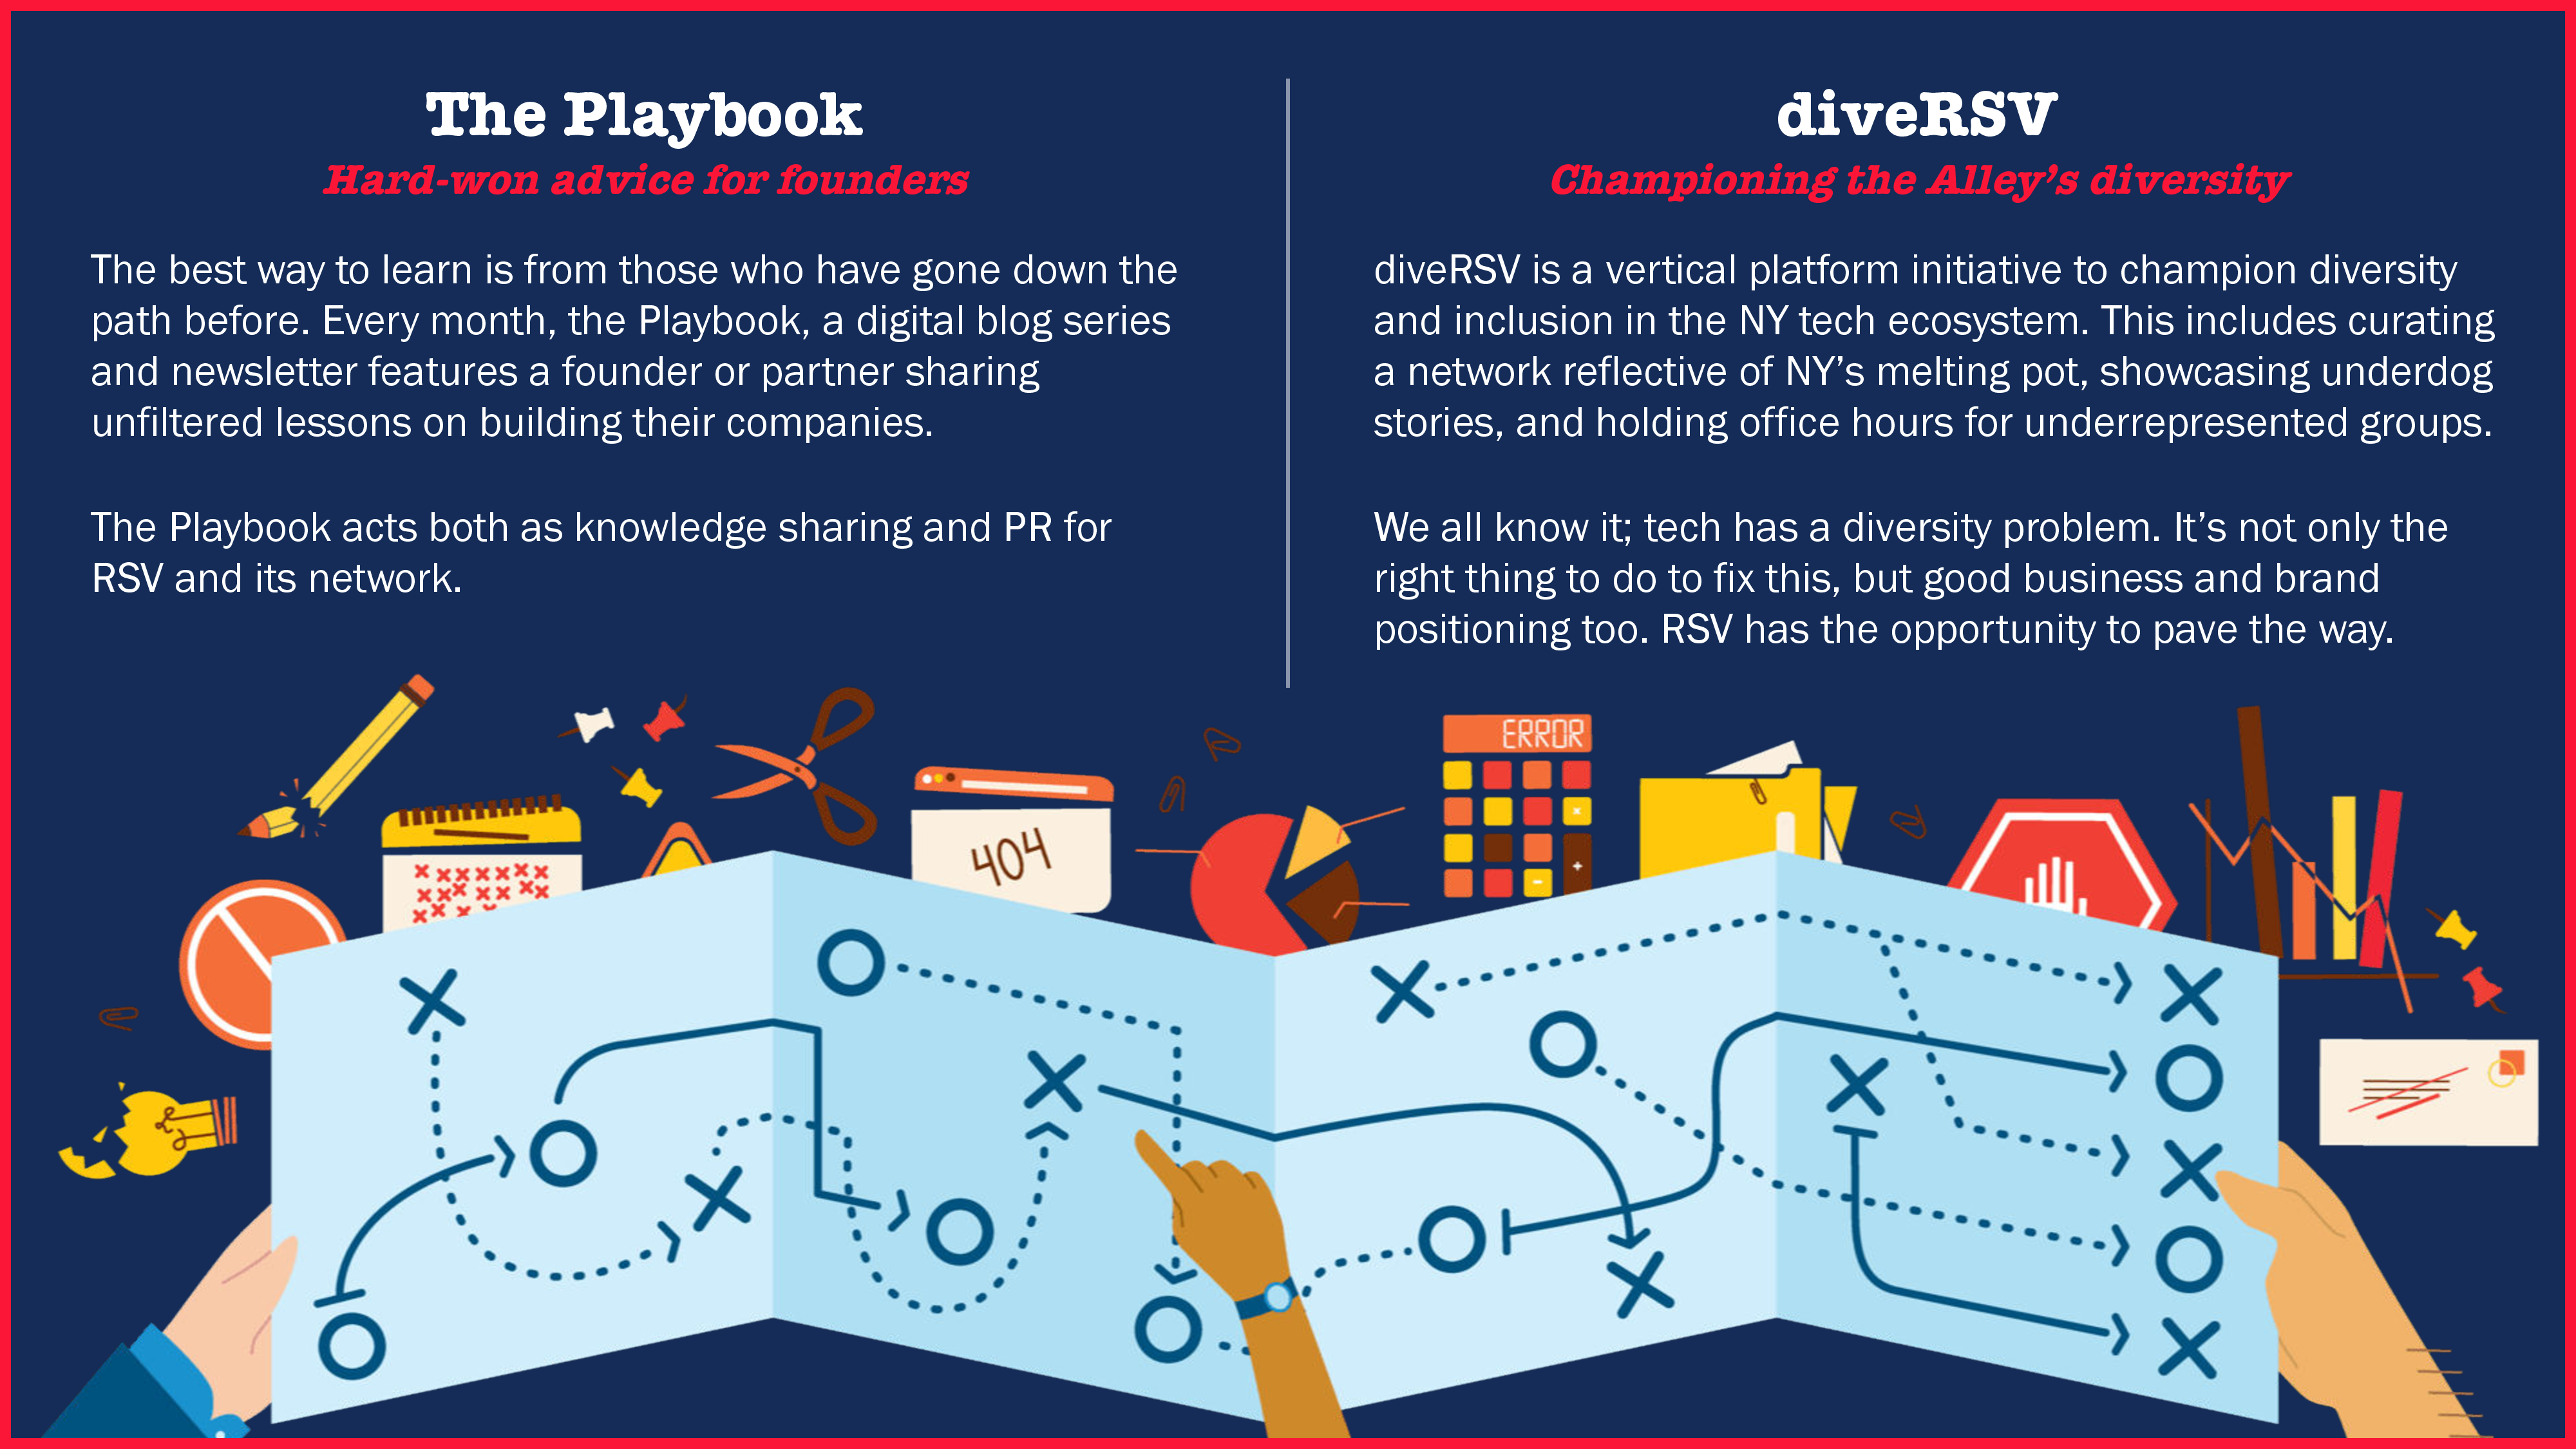 The Playbook
Hard-won advice for founders
The best way to learn is from those who have gone down the
path before. Every month, the Playbook, a digital blog series
and newsletter features a founder or partner sharing
unfiltered lessons on building their companies.
The Playbook acts both as knowledge sharing and PR for
RSV and its network.
diveRSV
Championing the Alley's diversity
diveRSV is a vertical platform initiative to champion diversity
and inclusion in the NY tech ecosystem. This includes curating
a network reflective of NY's melting pot, showcasing underdog
stories, and holding office hours for underrepresented groups.
We all know it; tech has a diversity problem. It's not only the
right thing to do to fix this, but good business and brand
positioning too. RSV has the opportunity to pave the way.
ERROR
404